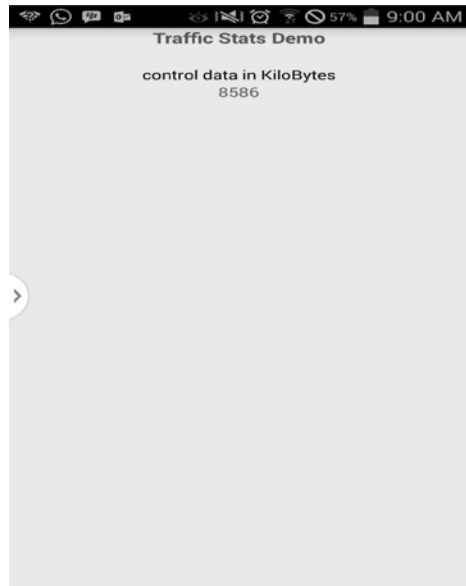 57% 9:00 AM
Traffic Stats Demo
control data in KiloBytes
8586